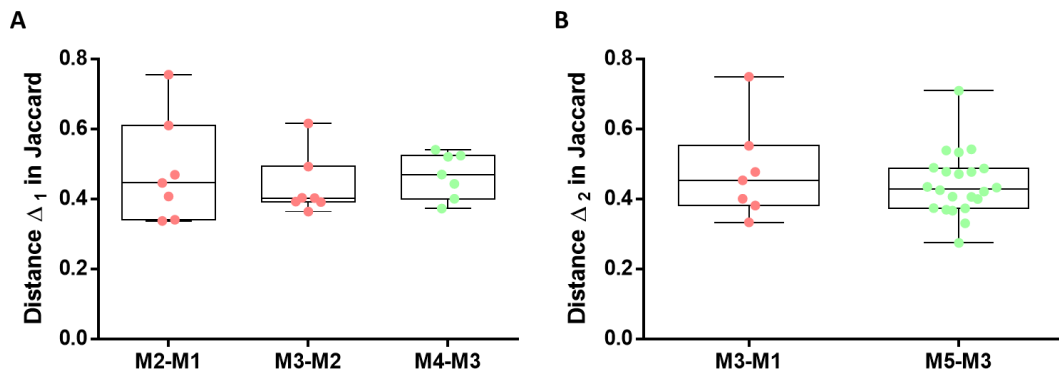 A
Distance Δ1 in Jaccard
0.8
0.6
0.4
0.2
0.0
M2-M1
M3-M2
M4-M3
B
Distance Δ2 in Jaccard
0.8
0.6
0.4
0.2
0.0
M3-M1
M5-M3